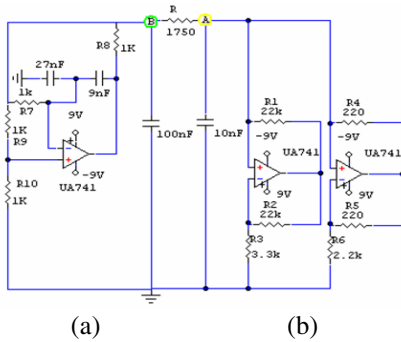 B
R
A
R8
1K
1750
27nF
9nF
1k
R7
9V
1K
R9
100nF
10nF
R10
1K
UA741
-9V
R1
22k
-9V
UA741
9V
R2
22k
R3
3.3k
R4
220
-9V
UA741
9V
R5
220
R6
2.2k
(a)
(b)